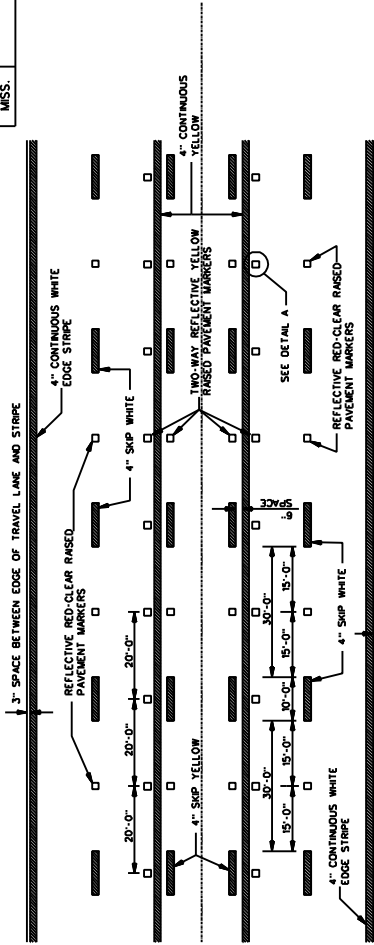 MISS.
3" SPACE BETWEEN EDGE OF TRAVEL LANE AND STRIPE
4" CONTINUOUS WHITE
EDGE STRIPE
REFLECTIVE RED-CLEAR RAISED
PAVEMENT MARKERS
4" SKIP WHITE
4" CONTINUOUS
YELLOW
20'-0"
20'-0"
20'-0"
TWO-WAY REFLECTIVE YELLOW
RAISED PAVEMENT MARKERS
4" SKIP YELLOW
6"
SPACE
SEE DETAIL A
30'-0"
30'-0"
15'-0"
15'-0"
10'-0"
15'-0"
15'-0"
4" SKIP WHITE
REFLECTIVE RED-CLEAR RAISED
PAVEMENT MARKERS
4" CONTINUOUS WHITE
EDGE STRIPE